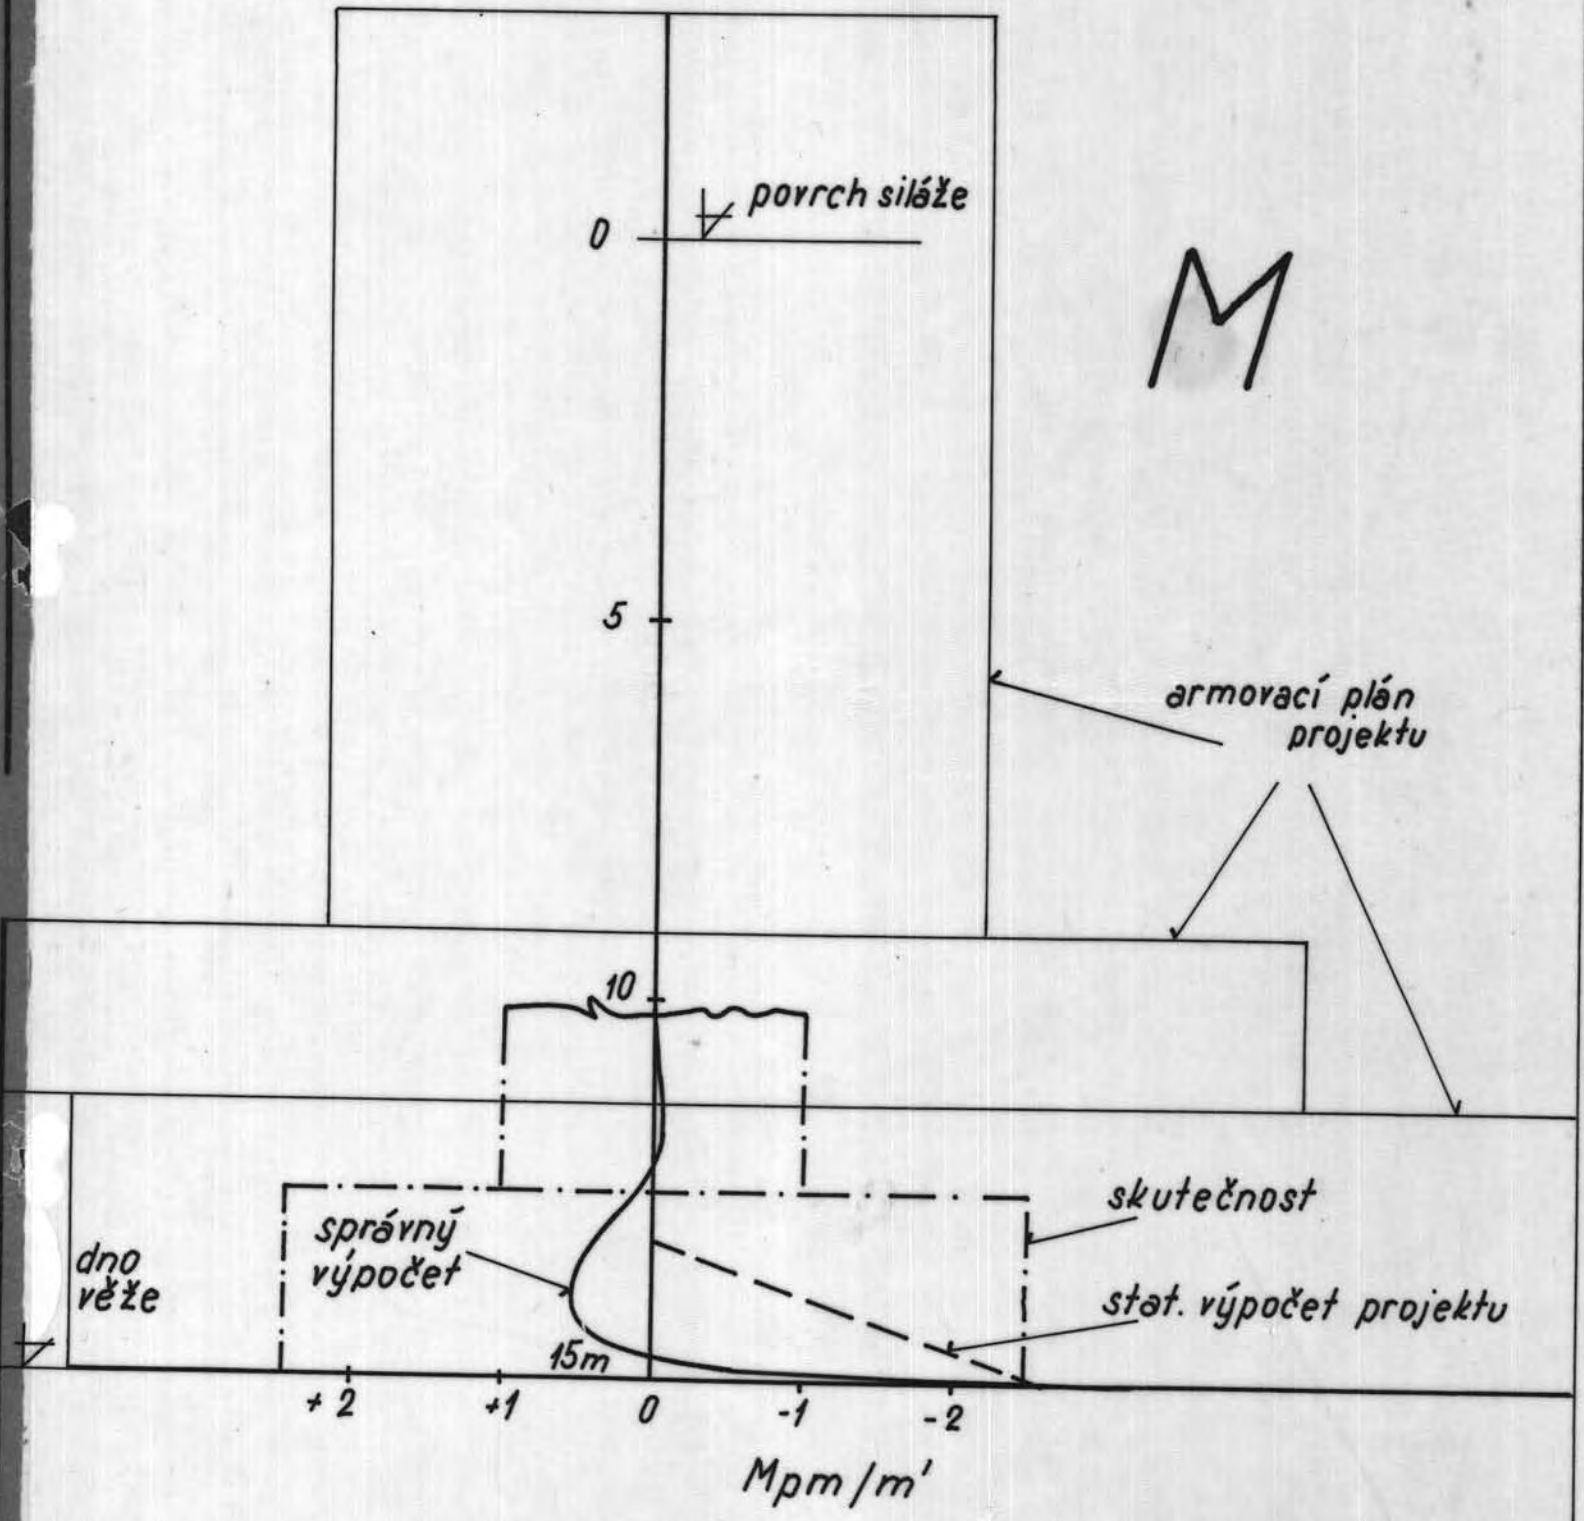 povrch siláže
0
M
5
armovací plán
projektu
10
skutečnost
správný
výpočet
dno
věže
stat. výpočet projektu
15m
+2 +1 0 -1 -2
Mpm/m'